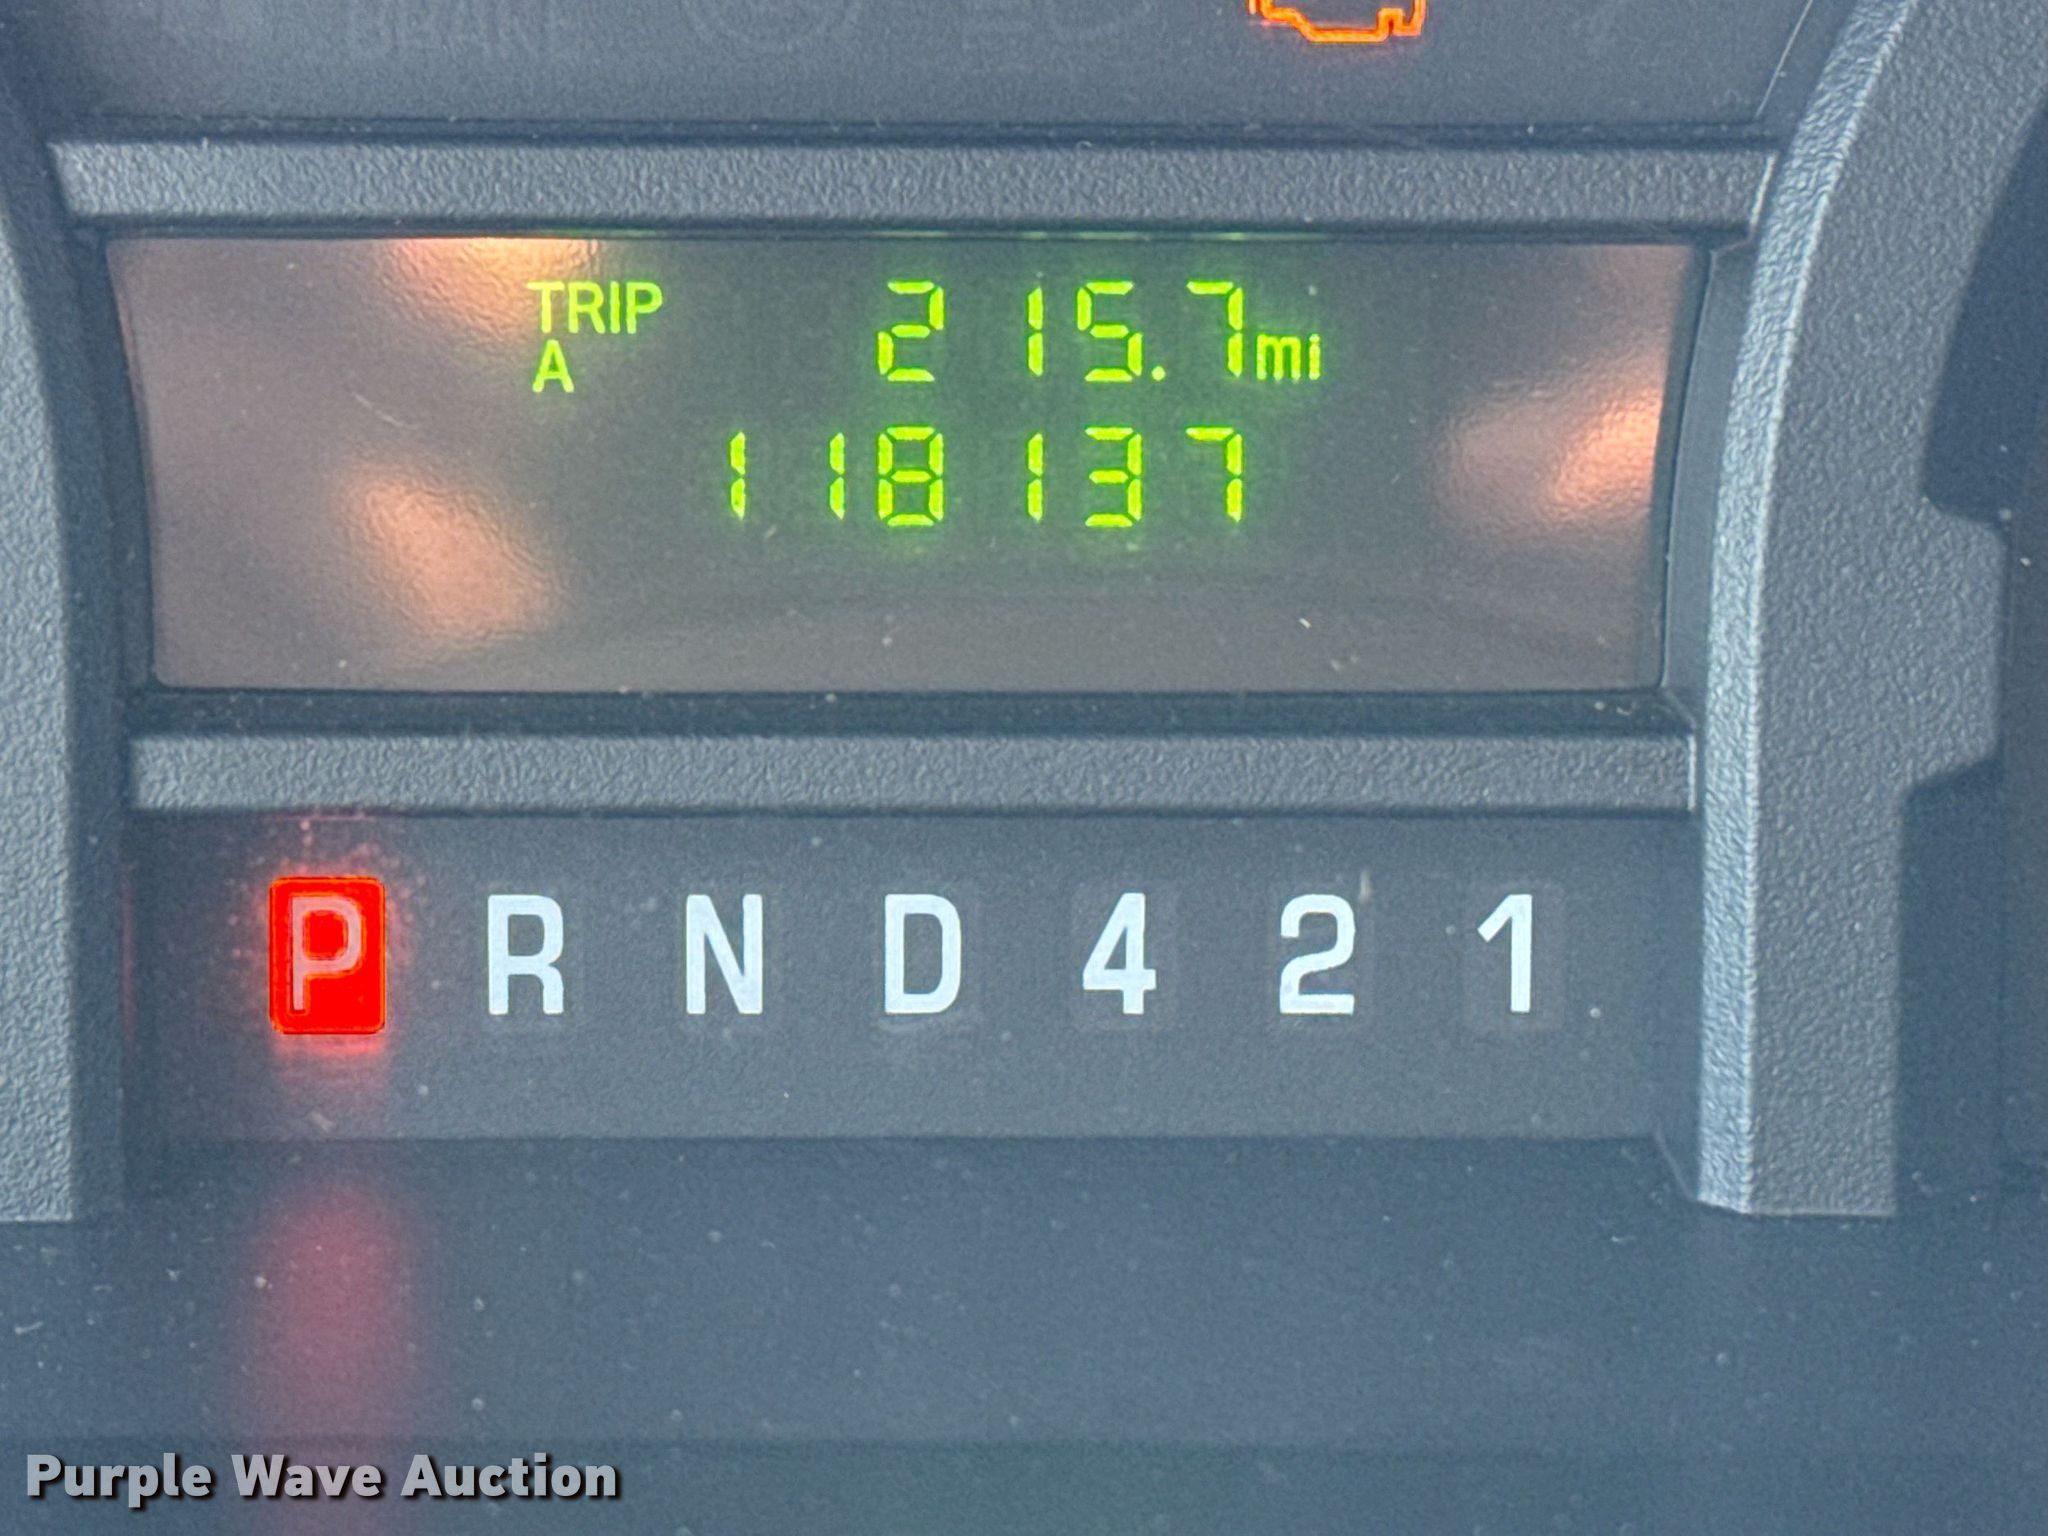 TRIP 215.7mi
A
118137
P R N D 4 2 1
Purple Wave Auction